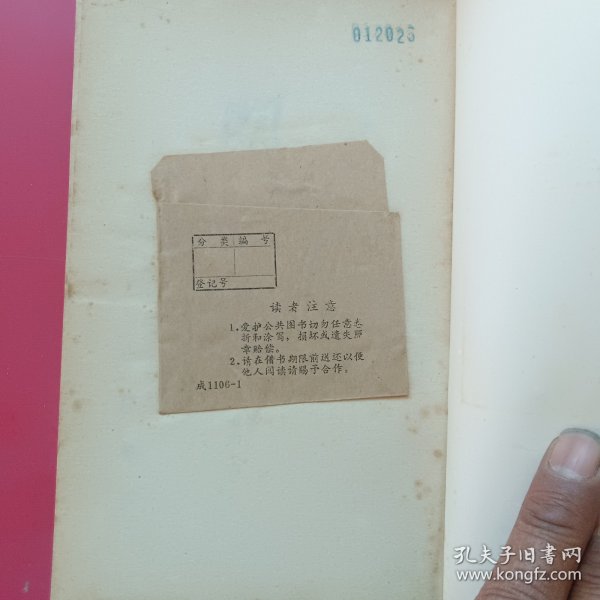 012023
分类编号
登记号
读者注意
1.爱护公共图书切勿任意卷
折和涂写，损坏或遗失照
章赔偿。
2.请在借书期限前送还以便
他人阅读请赐予合作。
成1106-1
孔夫子旧书网
www.kongfz.com